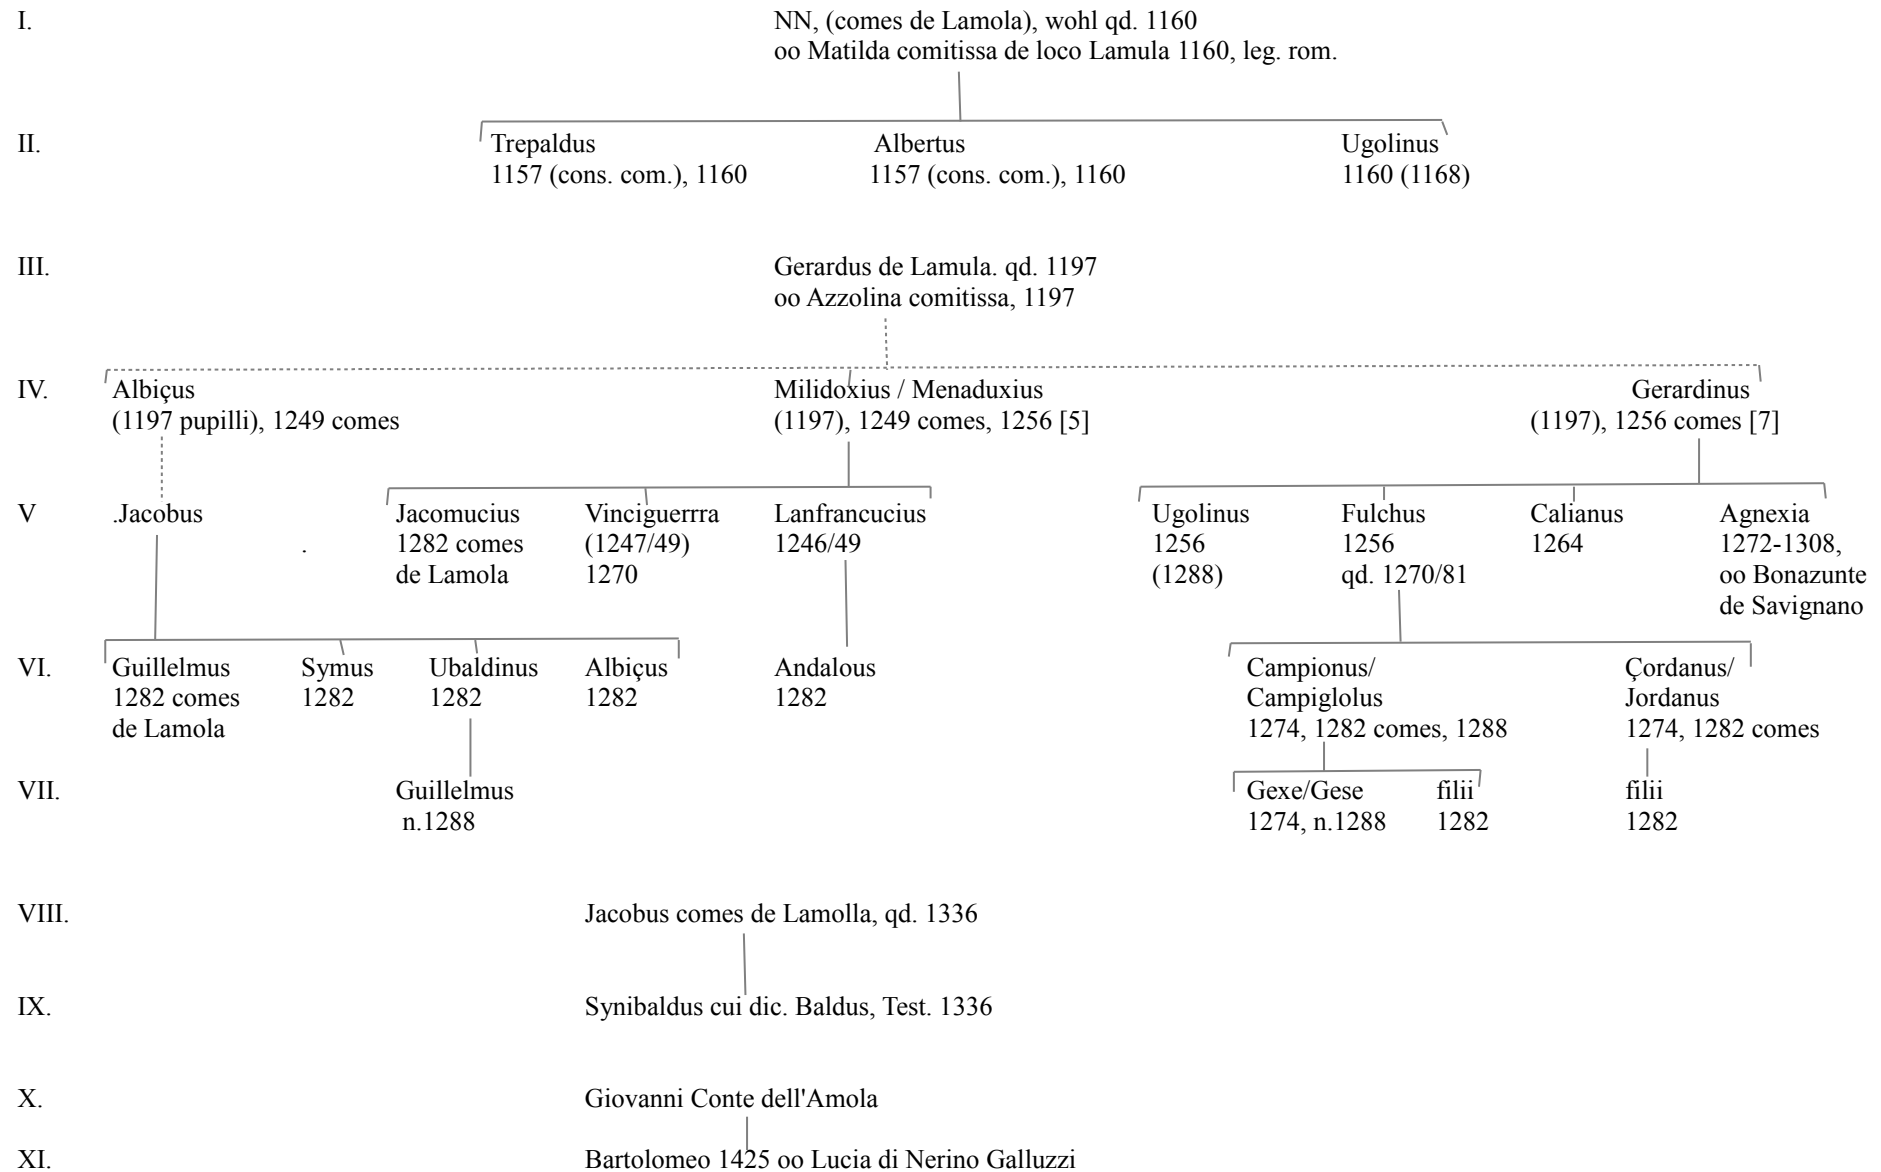 I. NN, (comes de Lamola), wohl qd. 1160
oo Matilda comitissa de loco Lamula 1160, leg. rom.
II. Trepaldus Albertus Ugolinus
1157 (cons. com.), 1160 1157 (cons. com.), 1160 1160 (1168)
III. Gerardus de Lamula. qd. 1197
oo Azzolina comitissa, 1197
IV. Albiçus Milidoxius / Menaduxius Gerardinus
(1197 pupilli), 1249 comes (1197), 1249 comes, 1256 [5] (1197), 1256 comes [7]
V .Jacobus Jacomucius Vinciguerrra Lanfrancucius Ugolinus Fulchus Calianus Agnexia
. 1282 comes (1247/49) 1246/49 1256 1256 1264 1272-1308,
de Lamola 1270 (1288) qd. 1270/81 oo Bonazunte
de Savignano
VI. Guillelmus Symus Ubaldinus Albiçus Andalous Campionus/ Çordanus/
1282 comes 1282 1282 1282 1282 Campiglolus Jordanus
de Lamola 1274, 1282 comes, 1288 1274, 1282 comes
VII. Guillelmus Gexe/Gese filii filii
n.1288 1274, n.1288 1282 1282
VIII. Jacobus comes de Lamolla, qd. 1336
IX. Synibaldus cui dic. Baldus, Test. 1336
X. Giovanni Conte dell'Amola
XI. Bartolomeo 1425 oo Lucia di Nerino Galluzzi